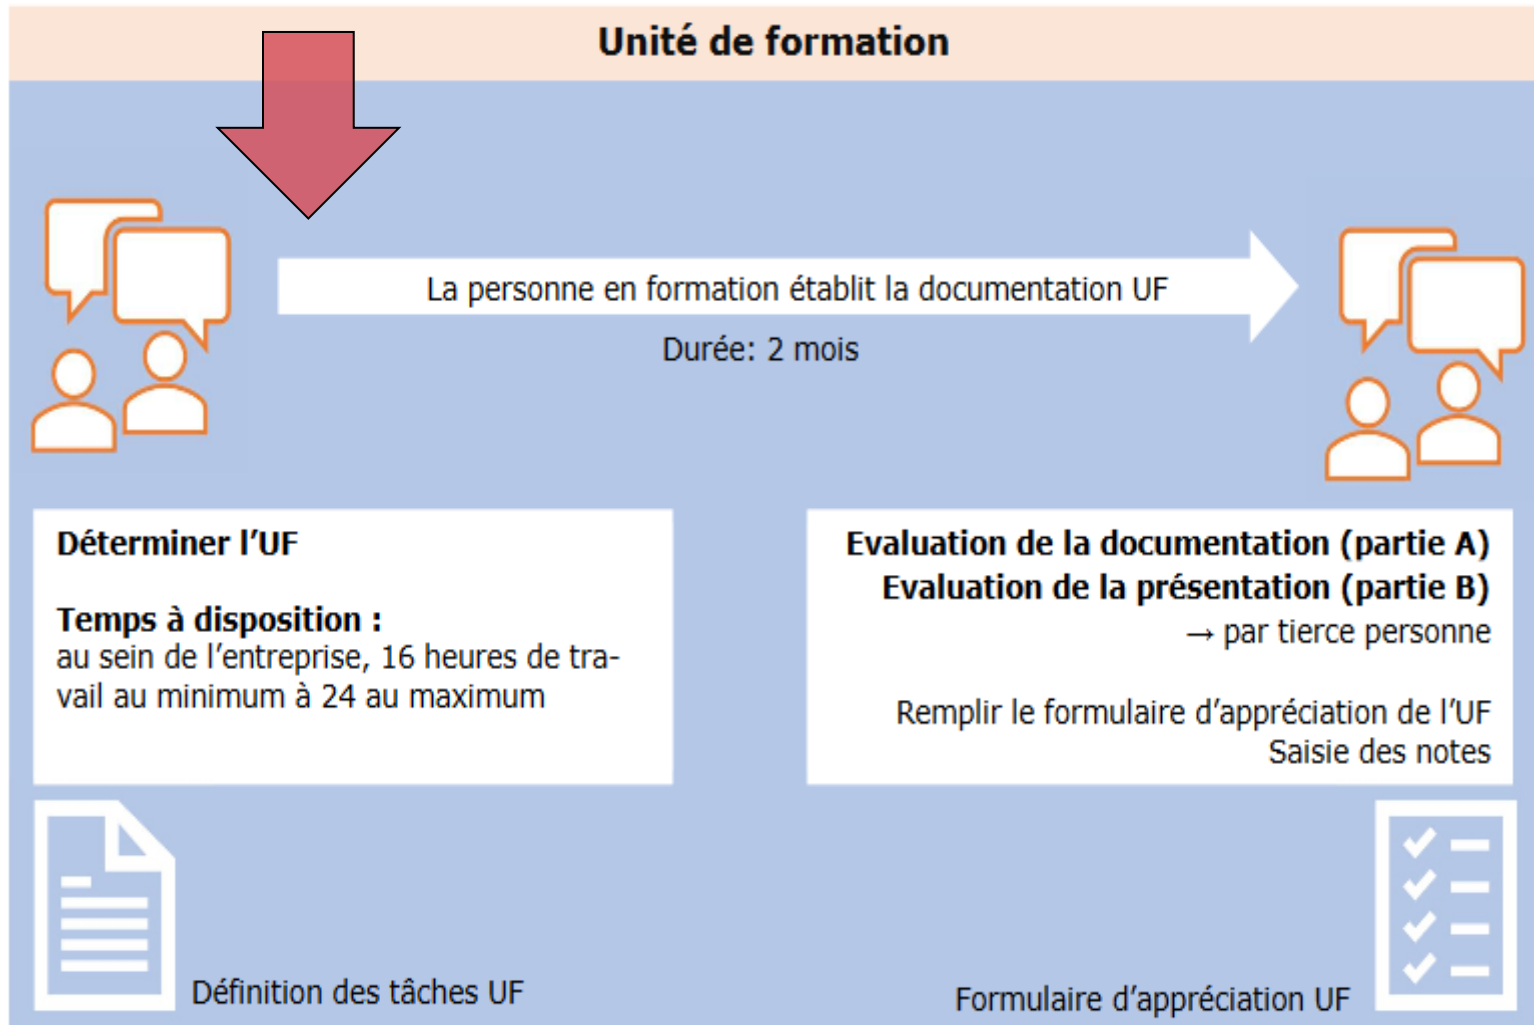 Unité de formation
La personne en formation établit la documentation UF
Durée: 2 mois
Déterminer l’UF
Temps à disposition :
au sein de l’entreprise, 16 heures de tra-
vail au minimum à 24 au maximum
Evaluation de la documentation (partie A)
Evaluation de la présentation (partie B)
→ par tierce personne
Remplir le formulaire d’appréciation de l’UF
Saisie des notes
Définition des tâches UF
Formulaire d’appréciation UF